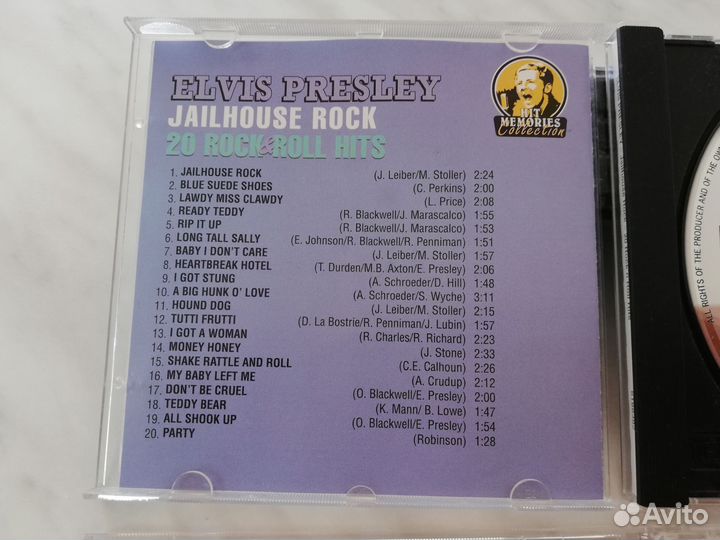 ELVIS PRESLEY
JAILHOUSE ROCK
20 ROCK & ROLL HITS
HIT
MEMORIES
Collection
1. JAILHOUSE ROCK (J. Leiber/M. Stoller) 2:24
2. BLUE SUEDE SHOES (C. Perkins) 2:00
3. LAWDY MISS CLAWDY (L. Price) 2:08
4. READY TEDDY (R. Blackwell/J. Marascalco) 1:55
5. RIP IT UP (R. Blackwell/J. Marascalco) 1:53
6. LONG TALL SALLY (E. Johnson/R. Blackwell/R. Penniman) 1:51
7. BABY I DON'T CARE (J. Leiber/M. Stoller) 1:57
8. HEARTBREAK HOTEL (T. Durden/M.B. Axton/E. Presley) 2:06
9. I GOT STUNG (A. Schroeder/D. Hill) 1:48
10. A BIG HUNK O' LOVE (A. Schroeder/S. Wyche) 3:11
11. HOUND DOG (J. Leiber/M. Stoller) 2:15
12. TUTTI FRUTTI (D. La Bostrie/R. Penniman/J. Lubin) 1:57
13. I GOT A WOMAN (R. Charles/R. Richard) 2:23
14. MONEY HONEY (J. Stone) 2:33
15. SHAKE RATTLE AND ROLL (C.E. Calhoun) 2:26
16. MY BABY LEFT ME (A. Crudup) 2:12
17. DON'T BE CRUEL (O. Blackwell/E. Presley) 2:00
18. TEDDY BEAR (K. Mann/ B. Lowe) 1:47
19. ALL SHOOK UP (O. Blackwell/E. Presley) 1:54
20. PARTY (Robinson) 1:28
ALL RIGHTS OF THE PRODUCER AND OF THE
Avito